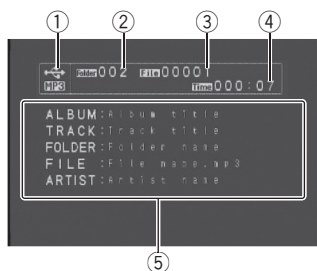 ① ② ③ ④
Folder 002 File 00001
MP3 Time 000:07
ALBUM:Album title
TRACK:Track title
FOLDER:Folder name
FILE :File name.mp3
ARTIST:Artist name
⑤